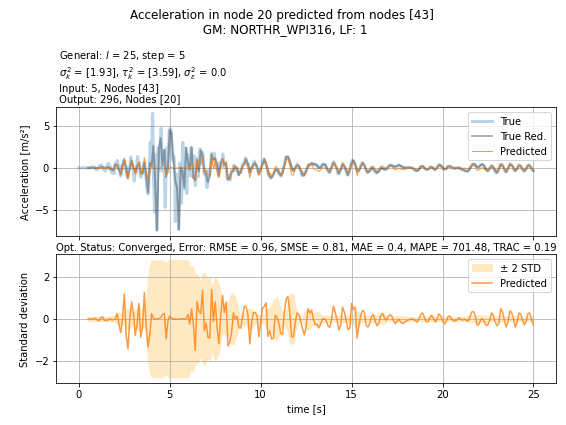 Acceleration in node 20 predicted from nodes [43]
GM: NORTHR_WPI316, LF: 1
General: l = 25, step = 5
σ²ₖ = [1.93], τ²ₖ = [3.59], σ²ε = 0.0
Input: 5, Nodes [43]
Output: 296, Nodes [20]
Acceleration [m/s²]
5
0
−5
True
True Red.
Predicted
Opt. Status: Converged, Error: RMSE = 0.96, SMSE = 0.81, MAE = 0.4, MAPE = 701.48, TRAC = 0.19
Standard deviation
2
0
−2
± 2 STD
Predicted
0 5 10 15 20 25
time [s]